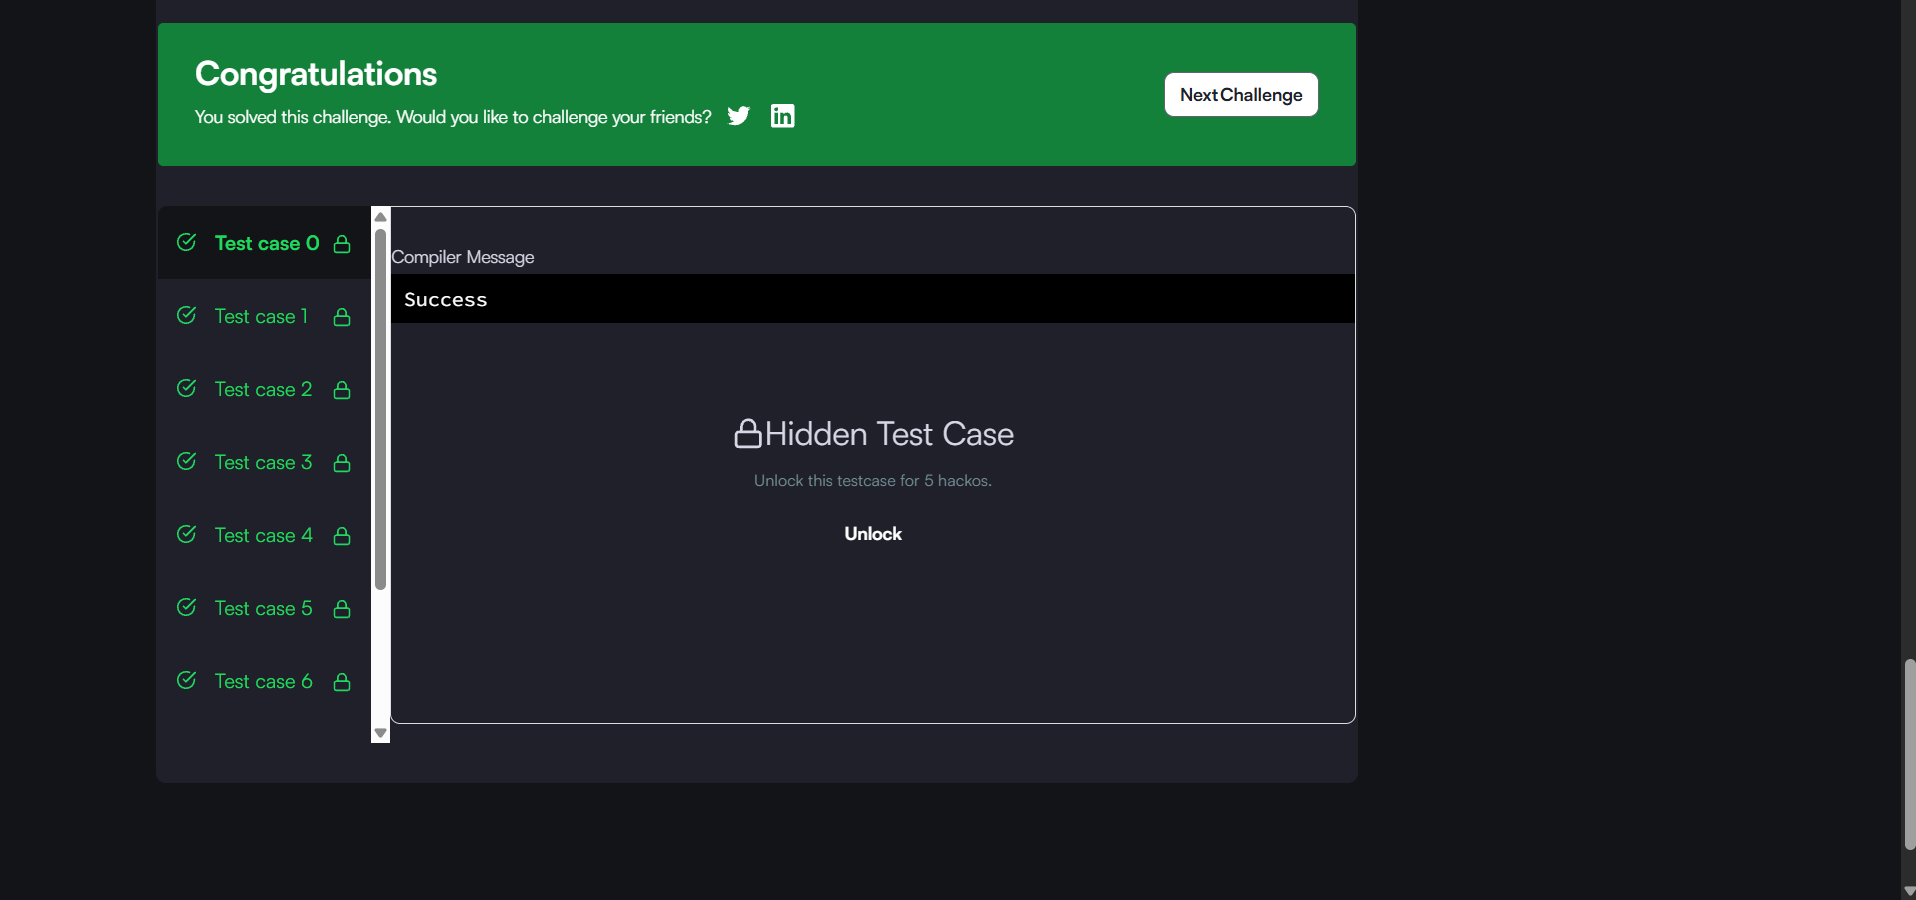 Congratulations
You solved this challenge. Would you like to challenge your friends?
Next Challenge
Test case 0
Test case 1
Test case 2
Test case 3
Test case 4
Test case 5
Test case 6
Compiler Message
Success
Hidden Test Case
Unlock this testcase for 5 hackos.
Unlock